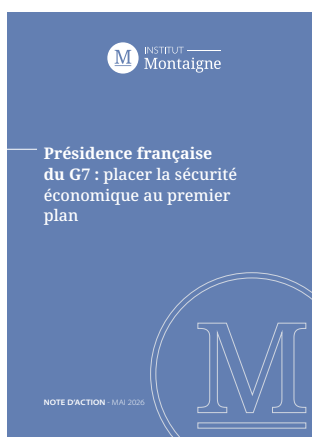 M
INSTITUT
Montaigne
Présidence française
du G7 : placer la sécurité
économique au premier
plan
M
NOTE D'ACTION - MAI 2026